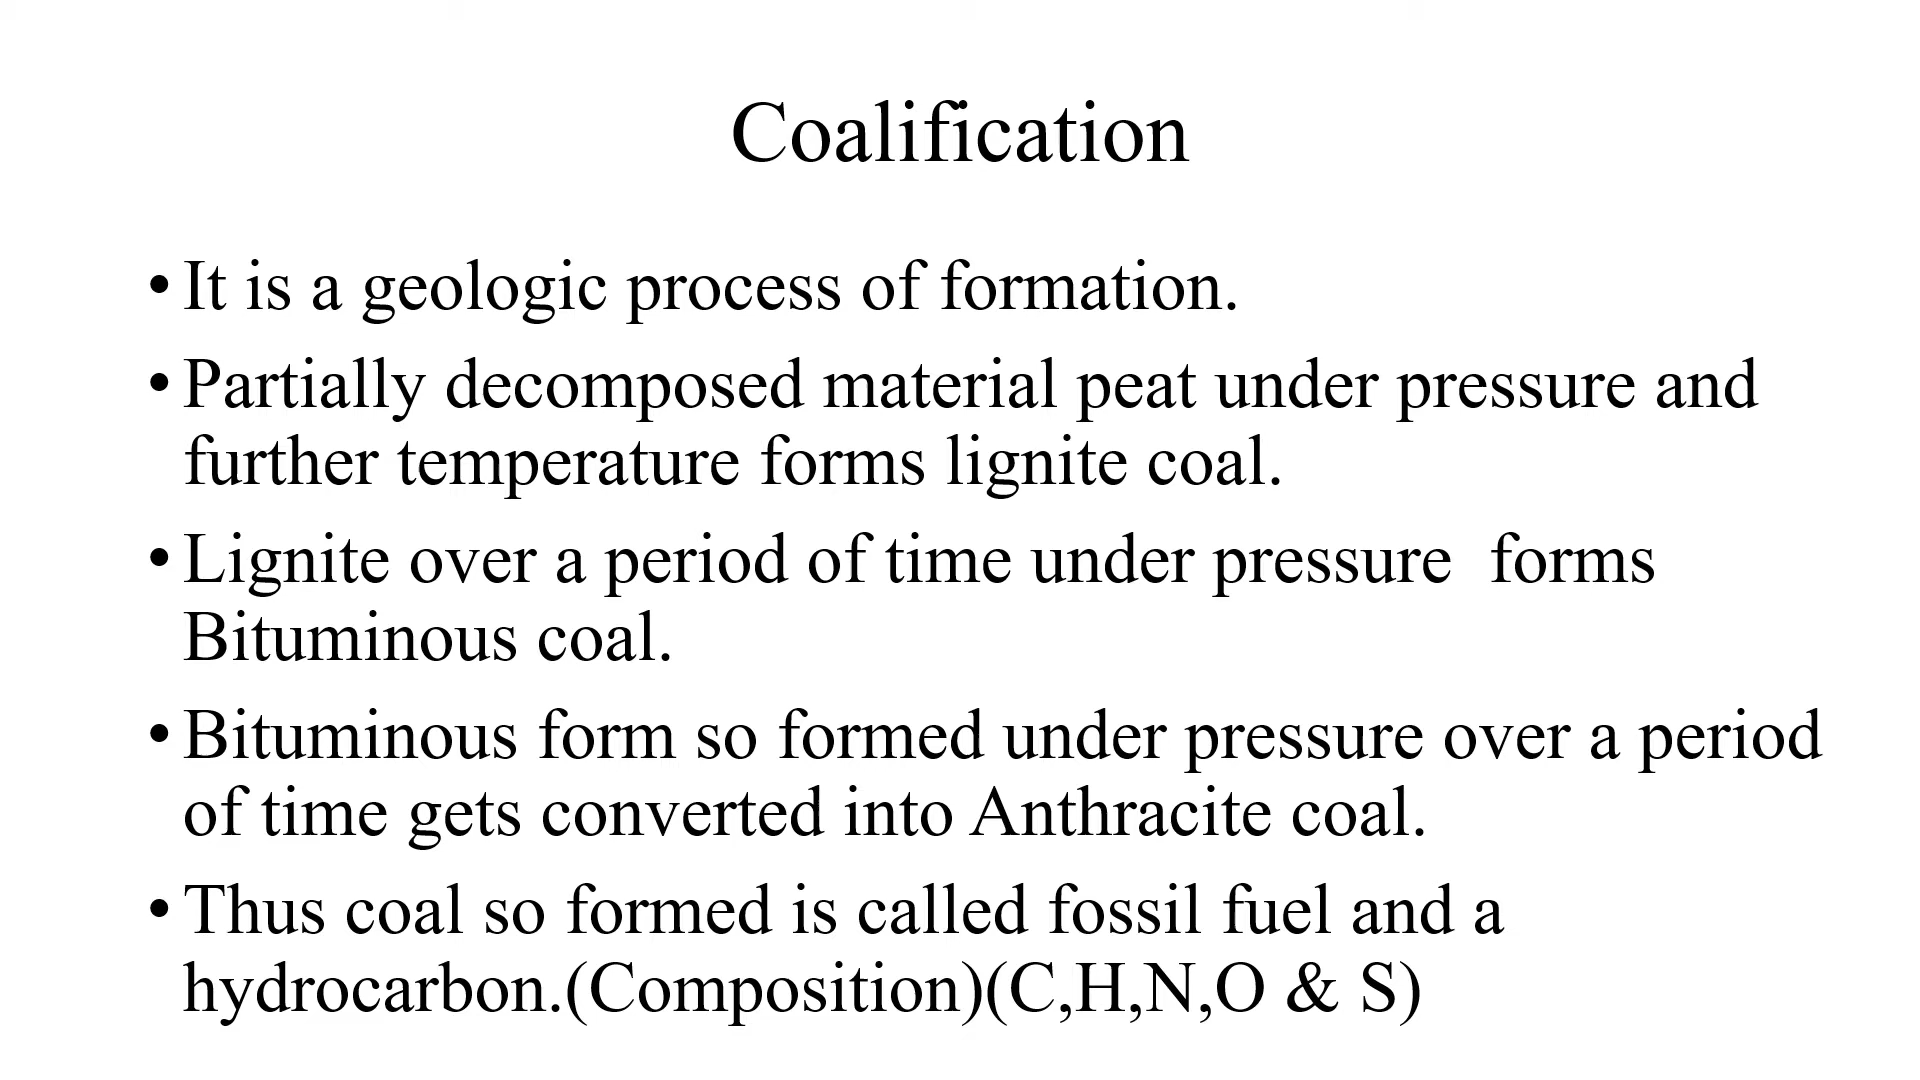 Coalification
• It is a geologic process of formation.
• Partially decomposed material peat under pressure and
further temperature forms lignite coal.
• Lignite over a period of time under pressure  forms
Bituminous coal.
• Bituminous form so formed under pressure over a period
of time gets converted into Anthracite coal.
• Thus coal so formed is called fossil fuel and a
hydrocarbon.(Composition)(C,H,N,O & S)